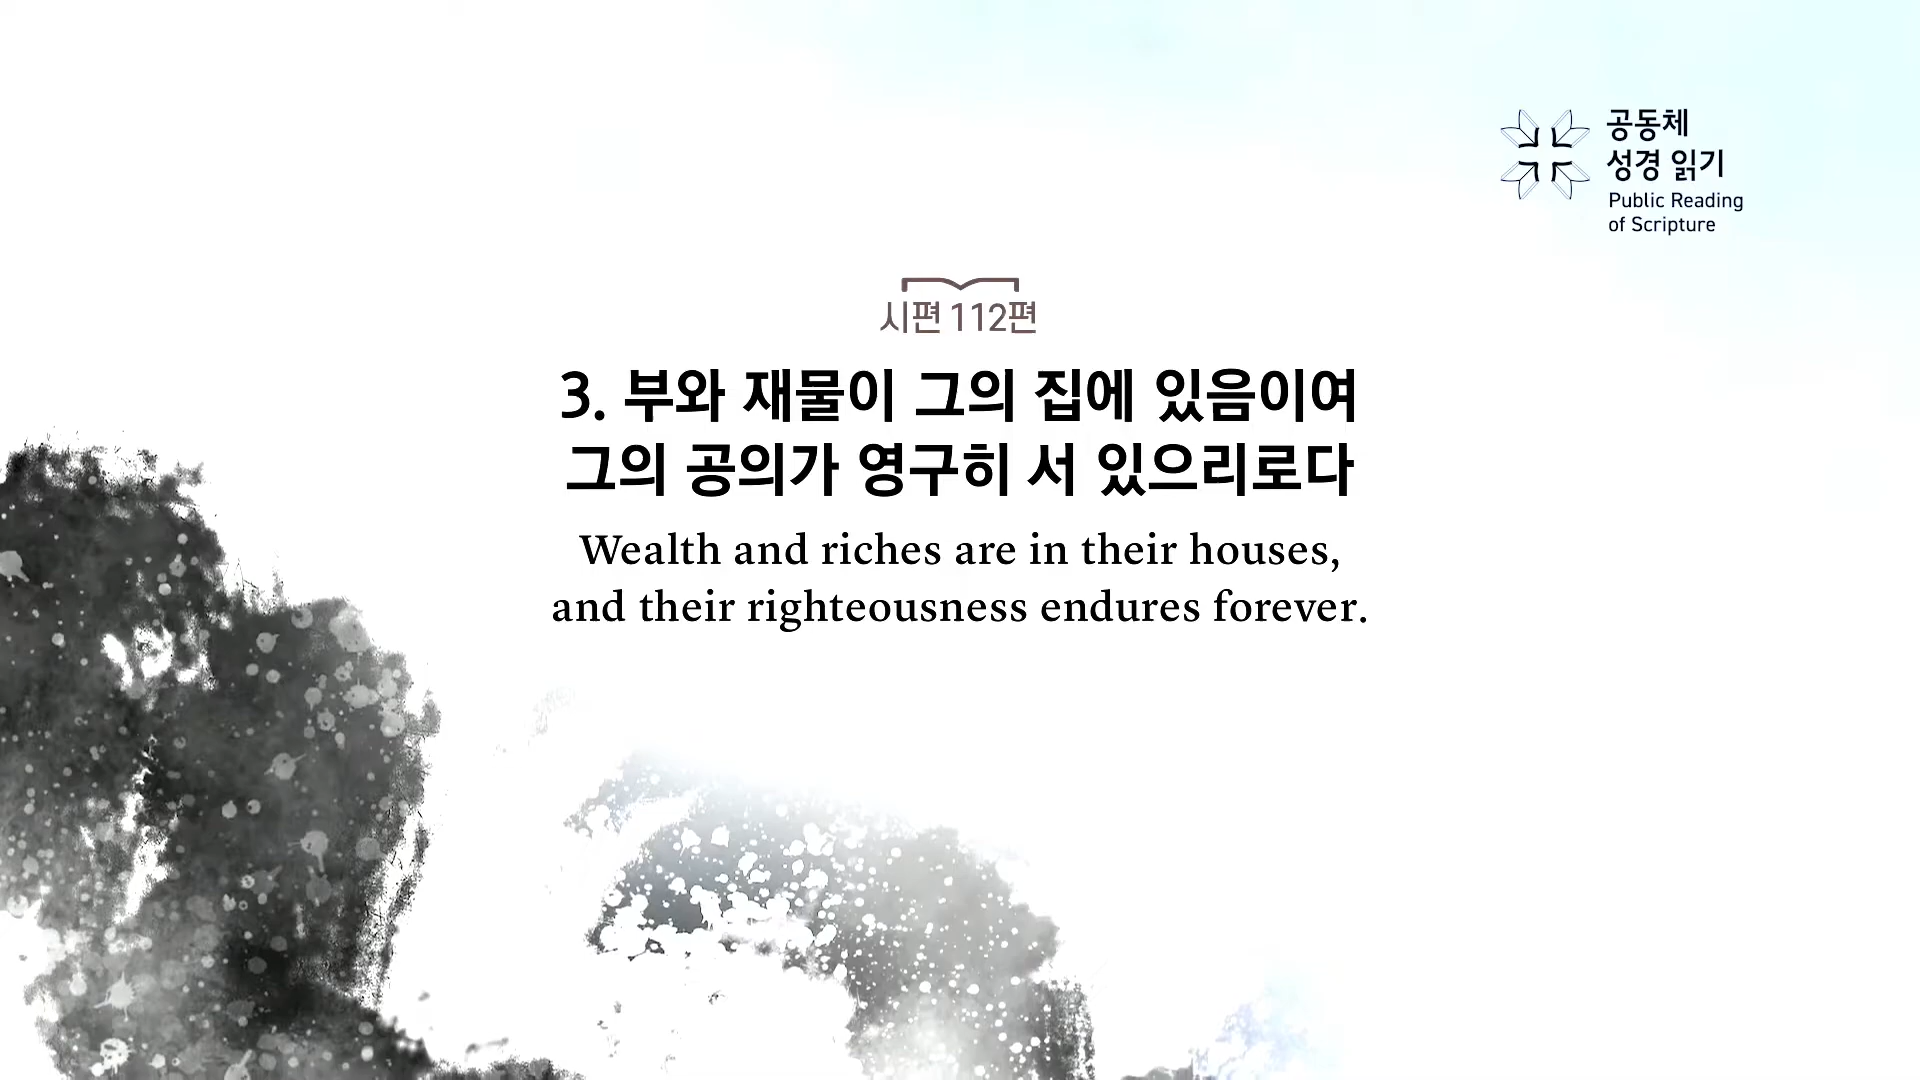 공동체
성경 읽기
Public Reading
of Scripture
시편 112편
3. 부와 재물이 그의 집에 있음이여
그의 공의가 영구히 서 있으리로다
Wealth and riches are in their houses,
and their righteousness endures forever.